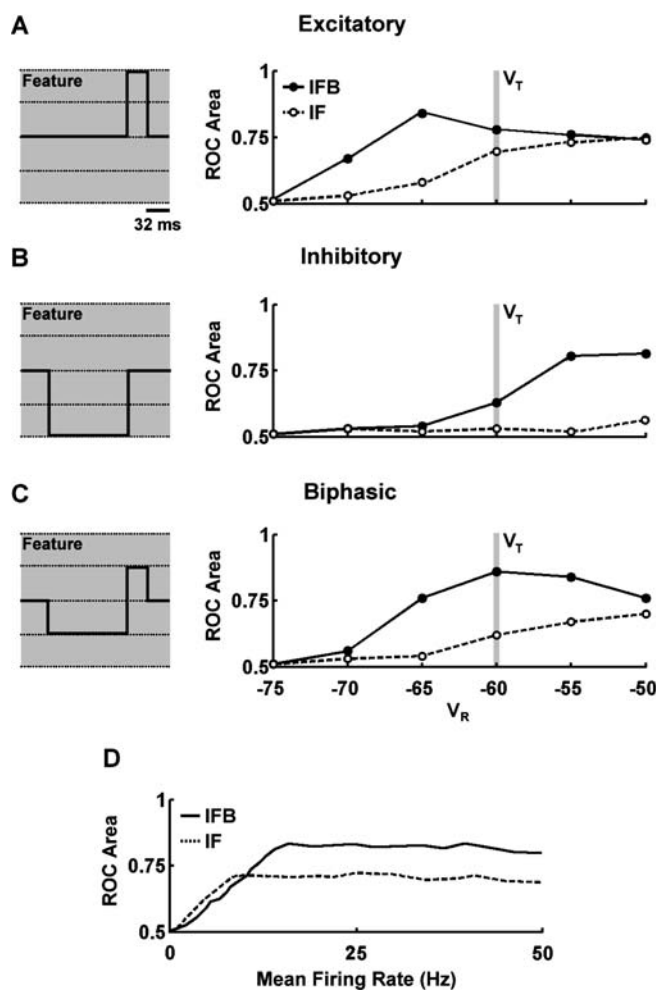 A
Excitatory
Feature
32 ms
ROC Area
1
0.75
0.5
IFB
IF
V_T
B
Inhibitory
Feature
ROC Area
1
0.75
0.5
V_T
C
Biphasic
Feature
ROC Area
1
0.75
0.5
V_T
-75 -70 -65 -60 -55 -50
V_R
D
ROC Area
1
0.75
0.5
IFB
IF
0 25 50
Mean Firing Rate (Hz)